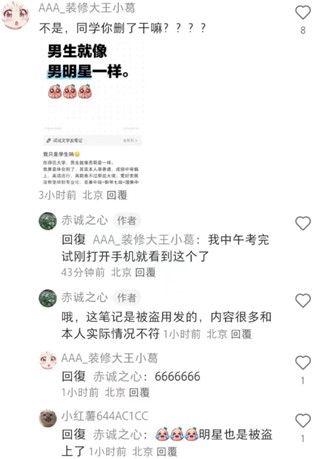 AAA_装修大王小葛
不是，同学你删了干嘛？？？？
8
男生就像
男明星一样。
我只是学生呀
3小时前 北京 回覆
赤诚之心 作者
回復 AAA_装修大王小葛：我中午考完
试刚打开手机就看到这个了
43分钟前 北京 回覆
赤诚之心 作者
哦，这笔记是被盗用发的，内容很多和
本人实际情况不符 1小时前 北京 回覆
AAA_装修大王小葛
回復 赤诚之心：6666666
1小时前 北京 回覆
1
小红薯644AC1CC
回復 赤诚之心：🤡🤡🤡明星也是被盗
上了 1小时前 北京 回覆
1